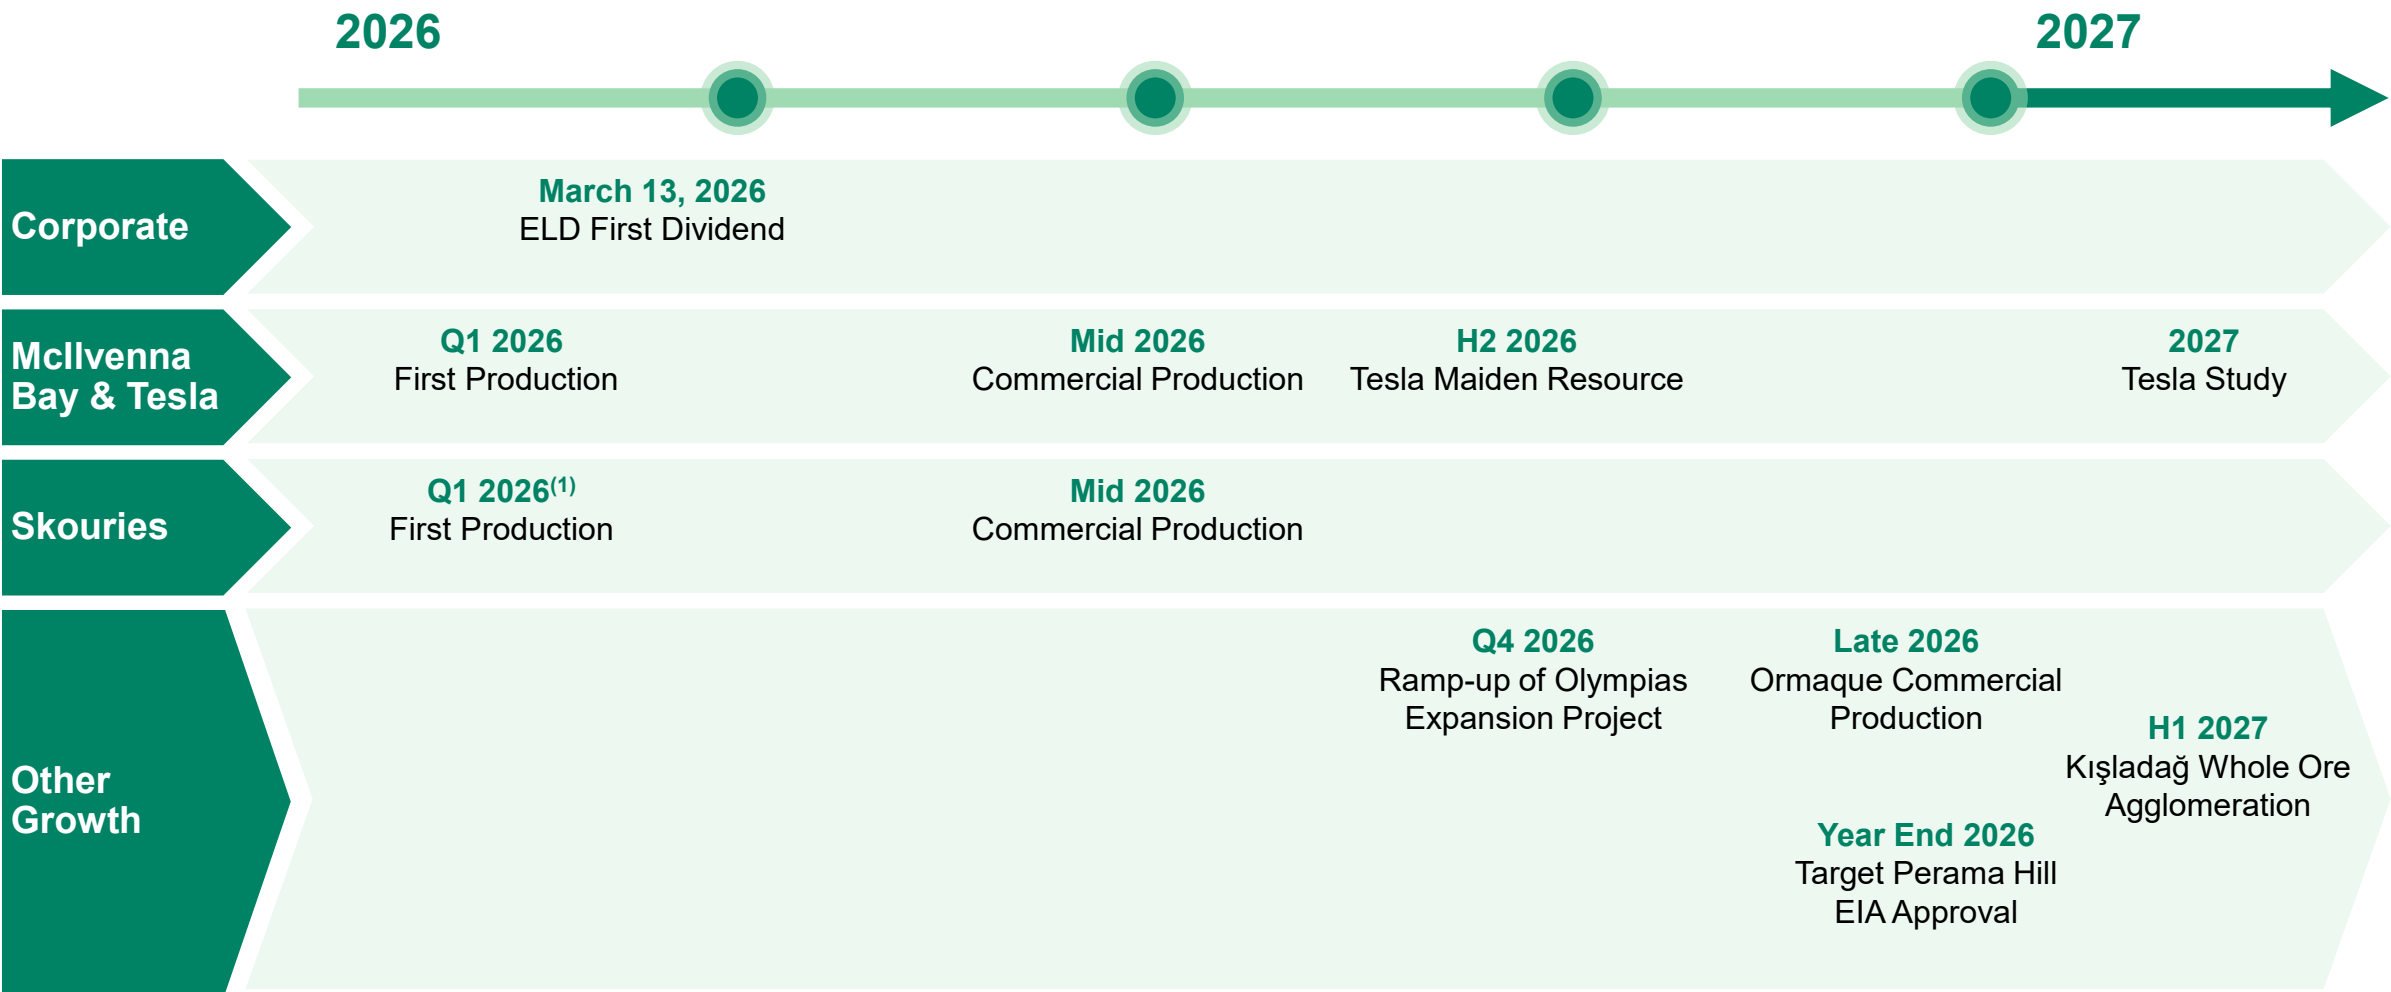 2026
2027
Corporate
March 13, 2026
ELD First Dividend
McIlvenna
Bay & Tesla
Q1 2026
First Production
Mid 2026
Commercial Production
H2 2026
Tesla Maiden Resource
2027
Tesla Study
Skouries
Q1 2026(1)
First Production
Mid 2026
Commercial Production
Other
Growth
Q4 2026
Ramp-up of Olympias
Expansion Project
Late 2026
Ormaque Commercial
Production
H1 2027
Kışladağ Whole Ore
Agglomeration
Year End 2026
Target Perama Hill
EIA Approval